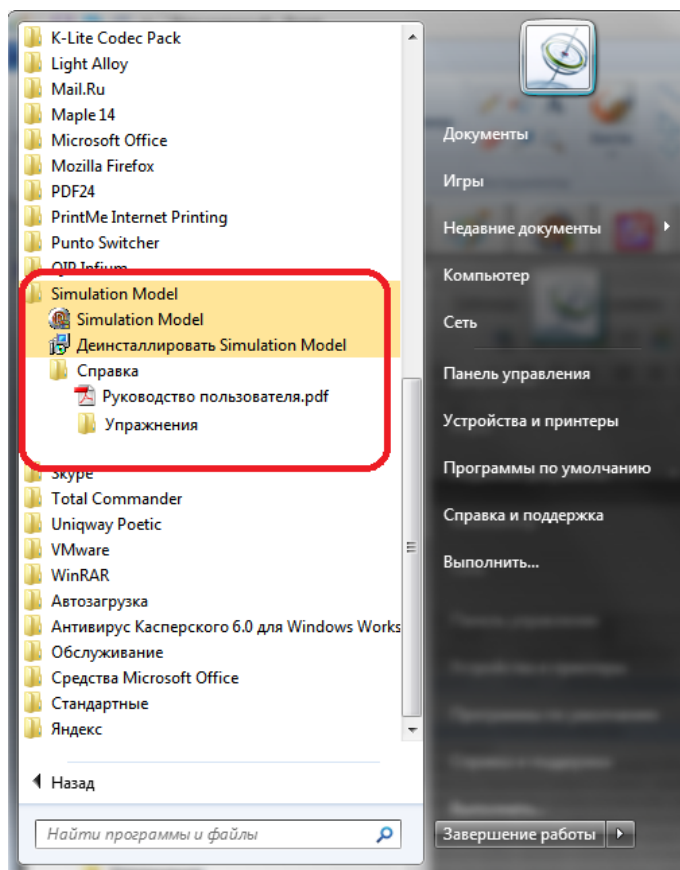 K-Lite Codec Pack
Light Alloy
Mail.Ru
Maple 14
Microsoft Office
Mozilla Firefox
PDF24
PrintMe Internet Printing
Punto Switcher
QIP Infium
Simulation Model
Simulation Model
Деинсталлировать Simulation Model
Справка
Руководство пользователя.pdf
Упражнения
Skype
Total Commander
Uniqway Poetic
VMware
WinRAR
Автозагрузка
Антивирус Касперского 6.0 для Windows Works
Обслуживание
Средства Microsoft Office
Стандартные
Яндекс
Назад
Найти программы и файлы
Документы
Игры
Недавние документы
Компьютер
Сеть
Панель управления
Устройства и принтеры
Программы по умолчанию
Справка и поддержка
Выполнить...
Завершение работы